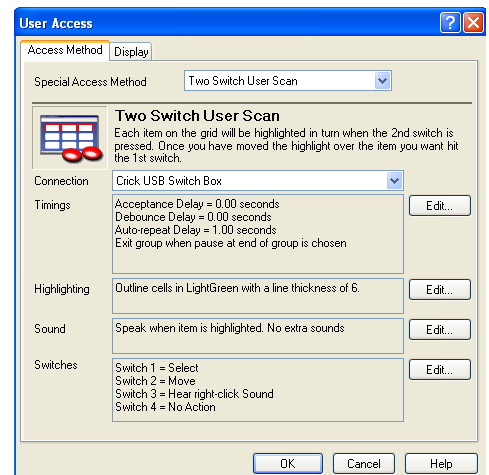 User Access
Access Method Display
Special Access Method Two Switch User Scan
Two Switch User Scan
Each item on the grid will be highlighted in turn when the 2nd switch is
pressed. Once you have moved the highlight over the item you want hit
the 1st switch.
Connection Crick USB Switch Box
Timings Acceptance Delay = 0.00 seconds Edit...
Debounce Delay = 0.00 seconds
Auto-repeat Delay = 1.00 seconds
Exit group when pause at end of group is chosen
Highlighting Outline cells in LightGreen with a line thickness of 6. Edit...
Sound Speak when item is highlighted. No extra sounds Edit...
Switches Switch 1 = Select Edit...
Switch 2 = Move
Switch 3 = Hear right-click Sound
Switch 4 = No Action
OK Cancel Help